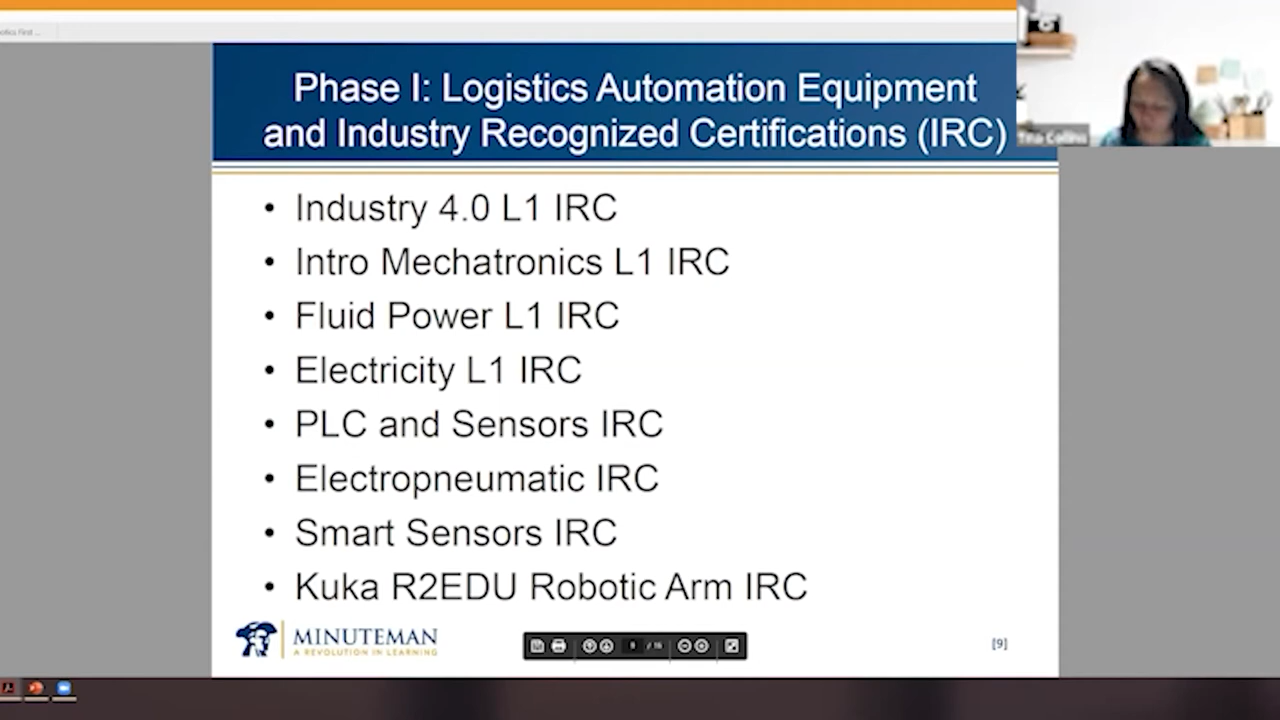 Phase I: Logistics Automation Equipment
and Industry Recognized Certifications (IRC)
• Industry 4.0 L1 IRC
• Intro Mechatronics L1 IRC
• Fluid Power L1 IRC
• Electricity L1 IRC
• PLC and Sensors IRC
• Electropneumatic IRC
• Smart Sensors IRC
• Kuka R2EDU Robotic Arm IRC
MINUTEMAN
A REVOLUTION IN LEARNING
[9]
Collins